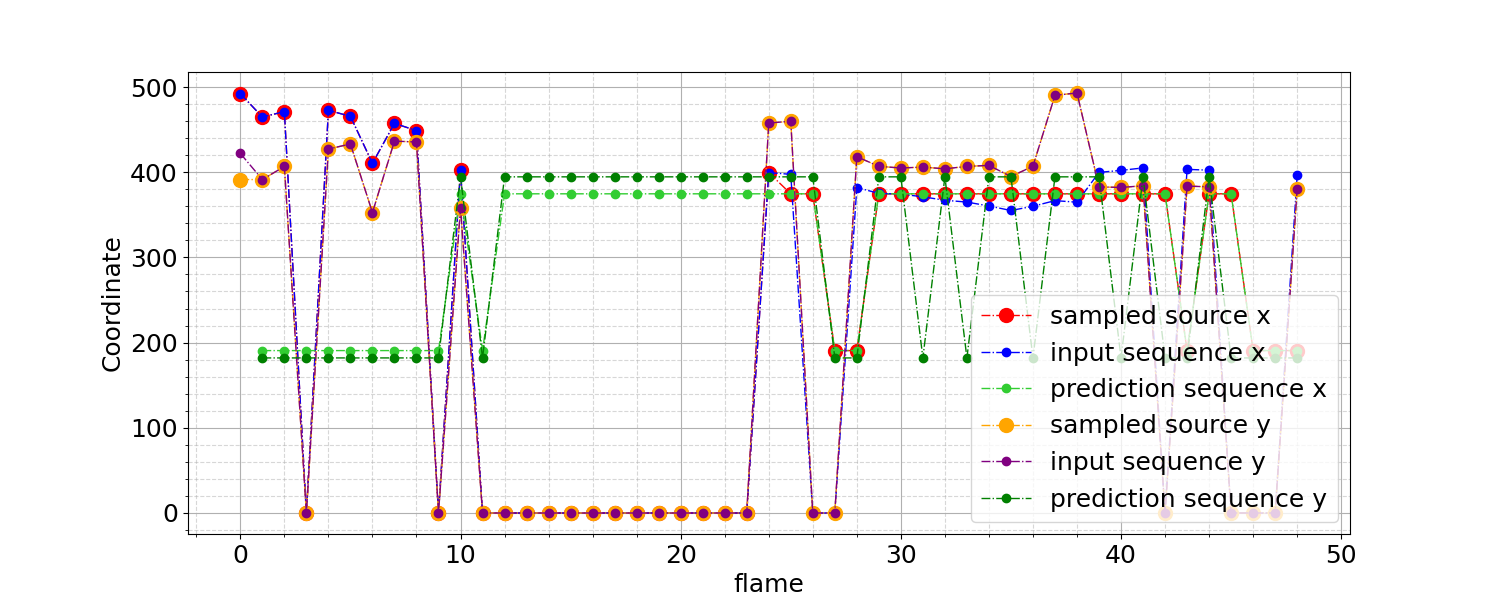 500
400
300
200
100
0
Coordinate
0
10
20
30
40
50
flame
sampled source x
input sequence x
prediction sequence x
sampled source y
input sequence y
prediction sequence y